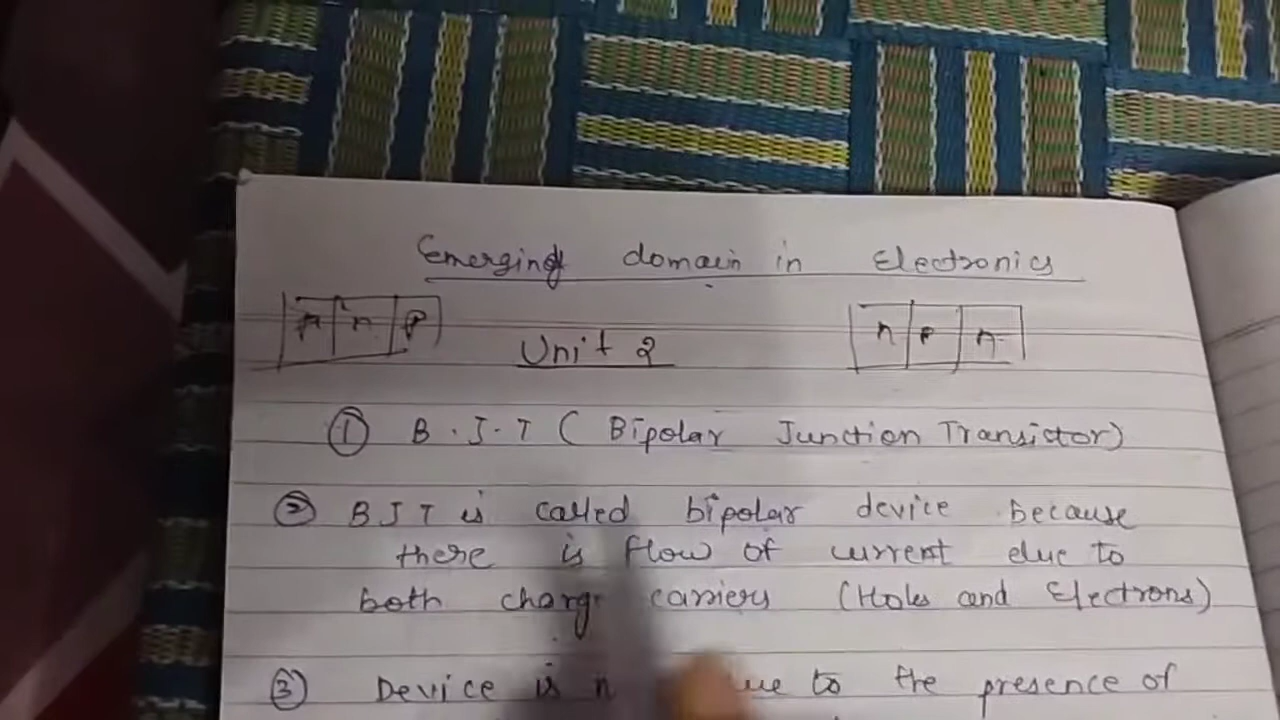 Emerging domain in Electronics
p n p
n p n
Unit 2
① B.J.T ( Bipolar Junction Transistor)
② BJT is called bipolar device because
there is flow of current due to
both charge carriers (Holes and Electrons)
③ Device is due to the presence of